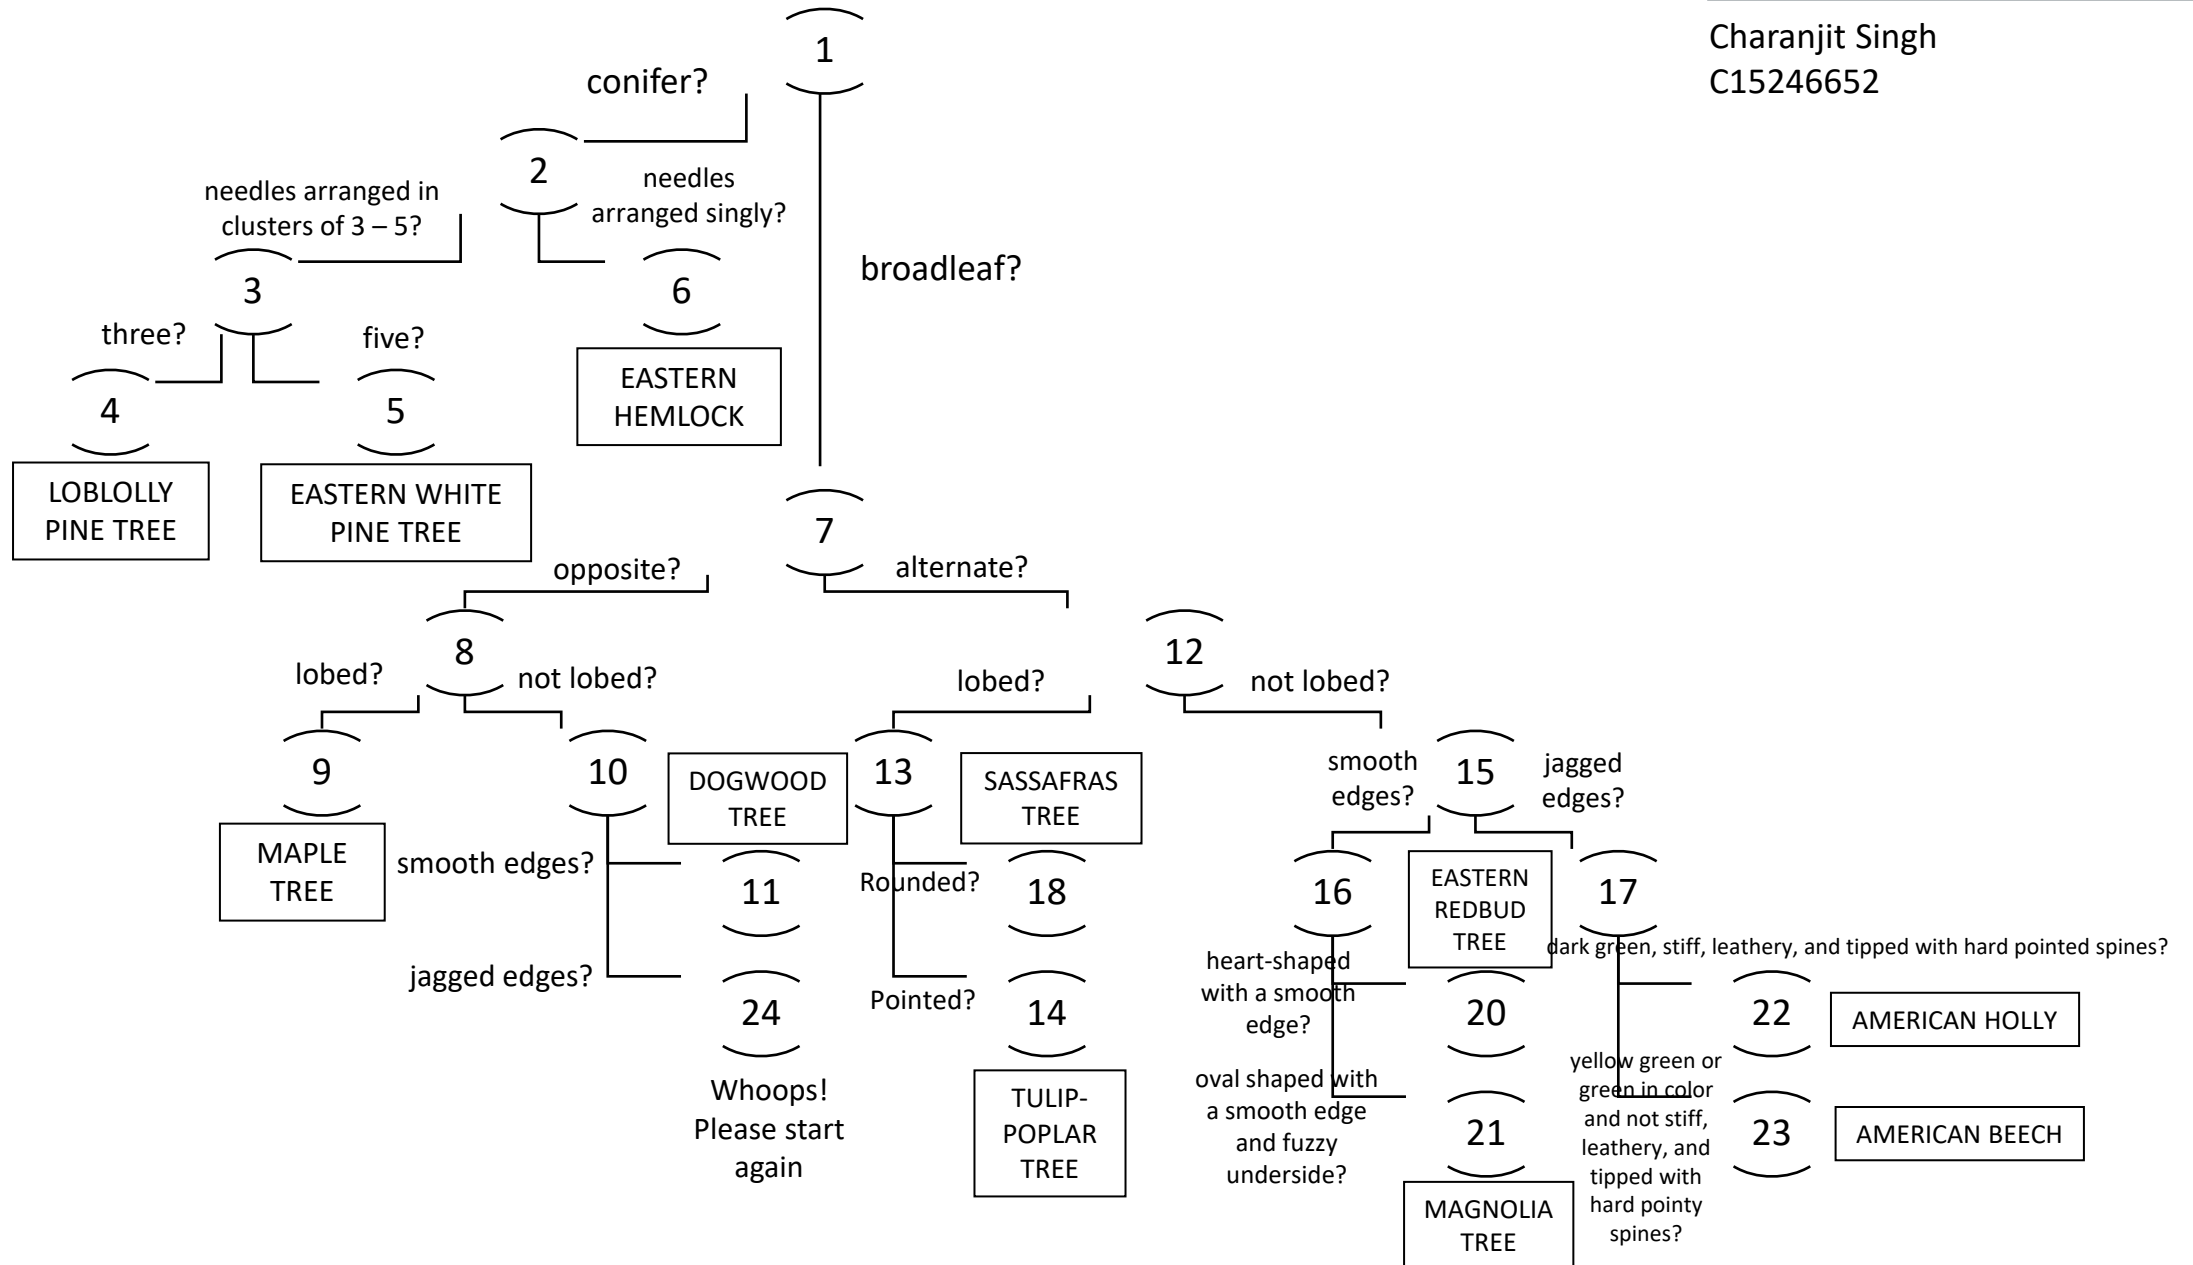 Charanjit Singh
C15246652
1
conifer?
2
needles arranged in
clusters of 3 – 5?
needles
arranged singly?
broadleaf?
3
6
three?
five?
EASTERN
HEMLOCK
4
5
LOBLOLLY
PINE TREE
EASTERN WHITE
PINE TREE
7
opposite?
alternate?
8
12
lobed?
not lobed?
lobed?
not lobed?
9
10
DOGWOOD
TREE
13
SASSAFRAS
TREE
smooth
edges?
15
jagged
edges?
MAPLE
TREE
smooth edges?
11
Rounded?
18
16
EASTERN
REDBUD
TREE
17
jagged edges?
24
Pointed?
14
heart-shaped
with a smooth
edge?
20
dark green, stiff, leathery, and tipped with hard pointed spines?
22
AMERICAN HOLLY
Whoops!
Please start
again
TULIP-
POPLAR
TREE
oval shaped with
a smooth edge
and fuzzy
underside?
21
MAGNOLIA
TREE
yellow green or
green in color
and not stiff,
leathery, and
tipped with
hard pointy
spines?
23
AMERICAN BEECH